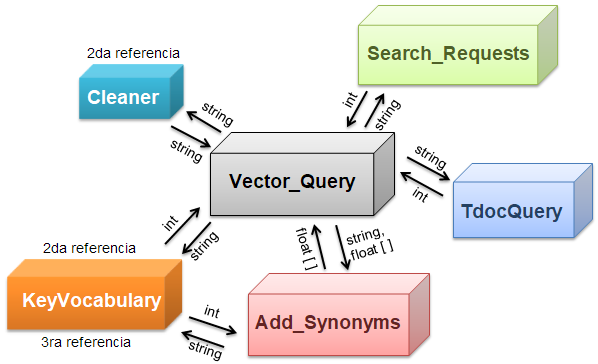 2da referencia
Cleaner
Search_Requests
string
string
int
string
Vector_Query
string
int
TdocQuery
int
string
float [ ]
string,
float [ ]
2da referencia
KeyVocabulary
3ra referencia
int
string
Add_Synonyms